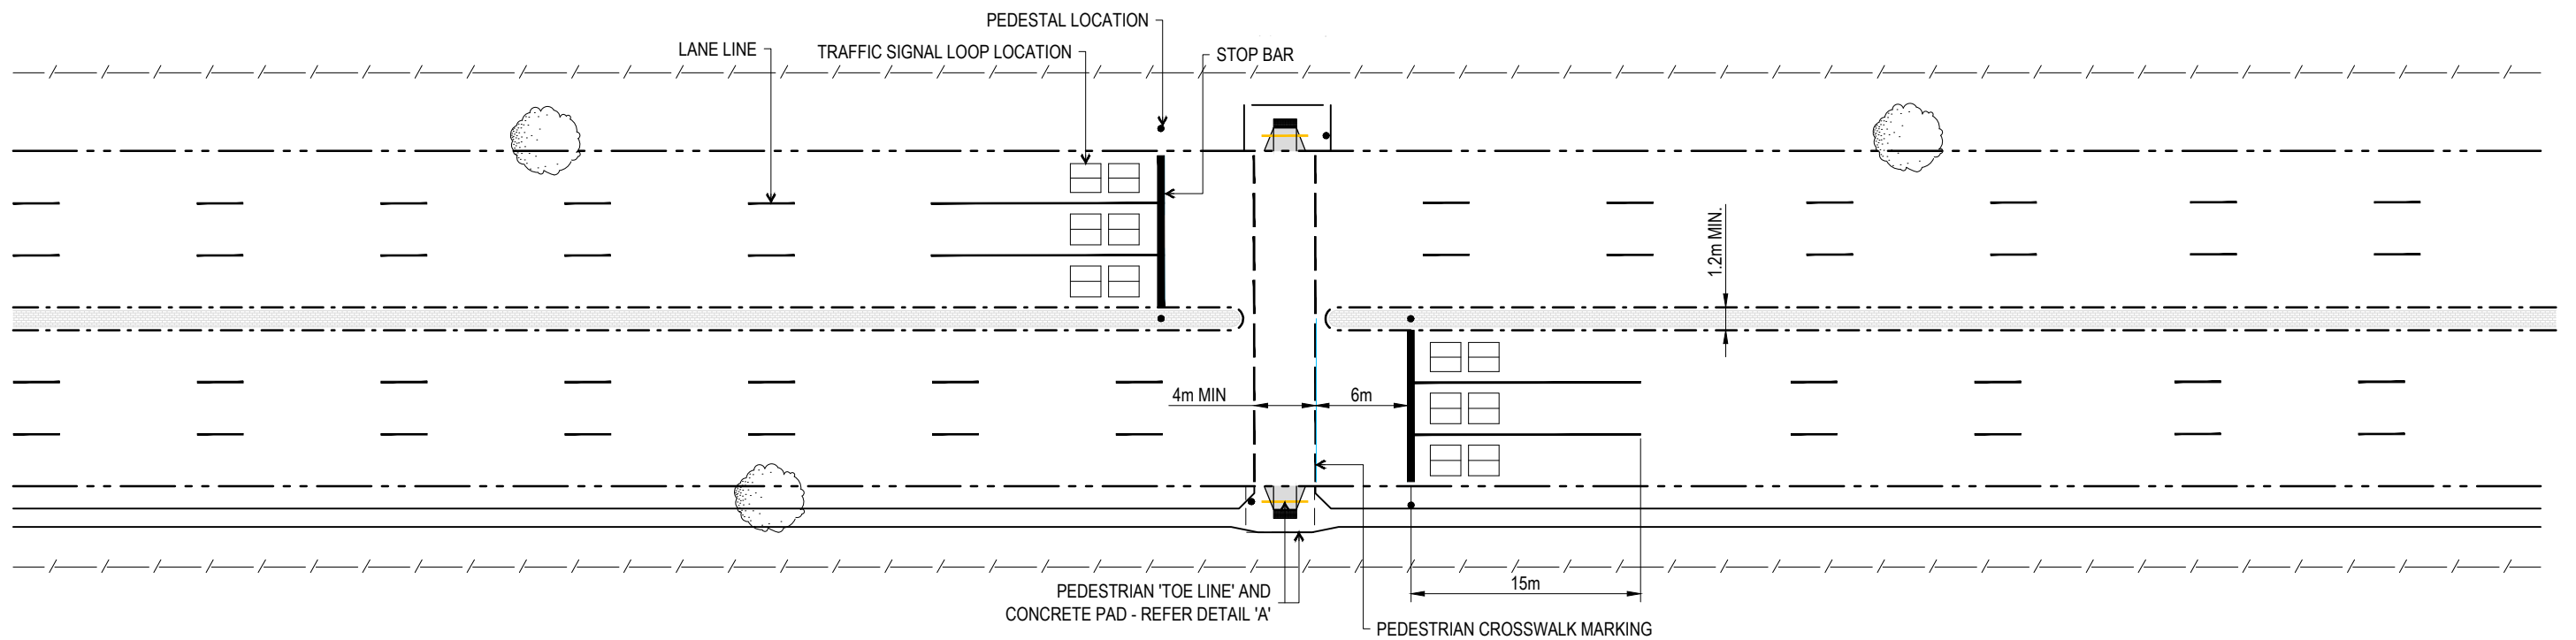 PEDESTAL LOCATION
LANE LINE
TRAFFIC SIGNAL LOOP LOCATION
STOP BAR
1.2m MIN.
4m MIN
6m
15m
PEDESTRIAN 'TOE LINE' AND
CONCRETE PAD - REFER DETAIL 'A'
PEDESTRIAN CROSSWALK MARKING